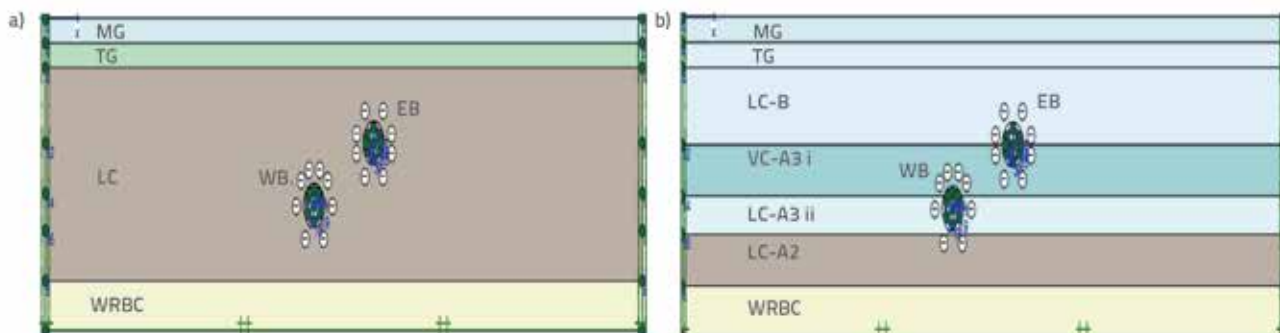 a)
MG
TG
EB
LC
WB.
WRBC
b)
MG
TG
LC-B
EB
VC-A3 i
WB
LC-A3 ii
LC-A2
WRBC